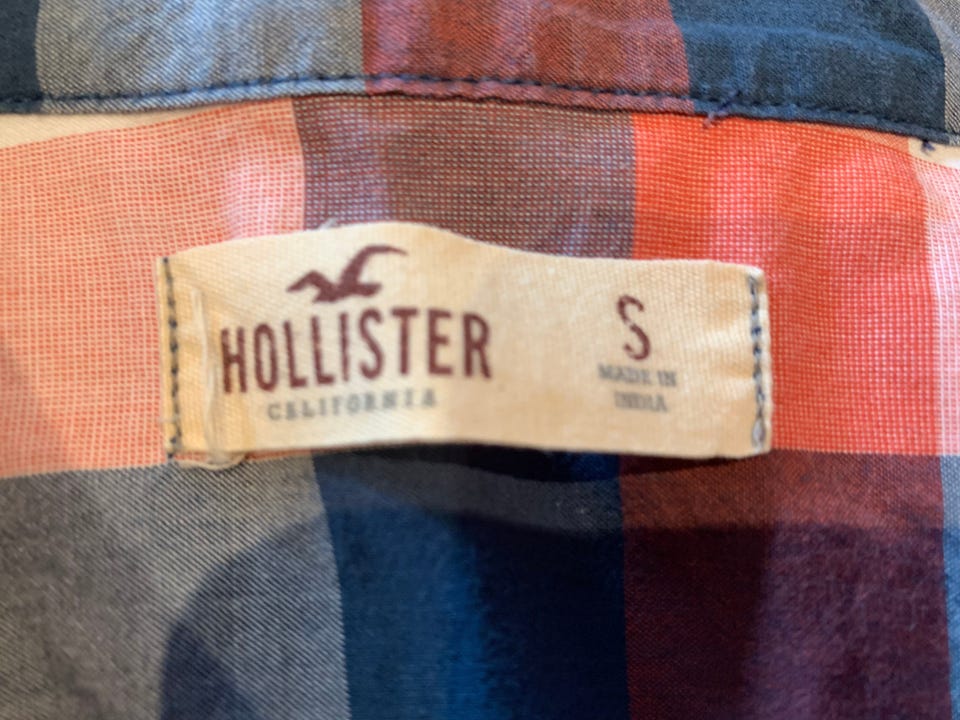 HOLLISTER
CALIFORNIA
S
MADE IN
INDIA